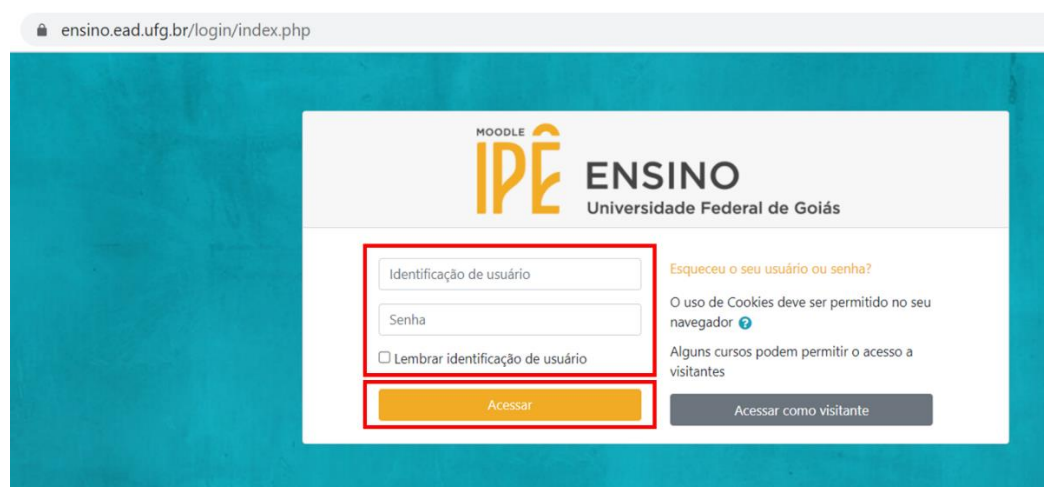 ensino.ead.ufg.br/login/index.php
MOODLE
IPÊ
ENSINO
Universidade Federal de Goiás
Identificação de usuário
Senha
Lembrar identificação de usuário
Acessar
Esqueceu o seu usuário ou senha?
O uso de Cookies deve ser permitido no seu
navegador
Alguns cursos podem permitir o acesso a
visitantes
Acessar como visitante